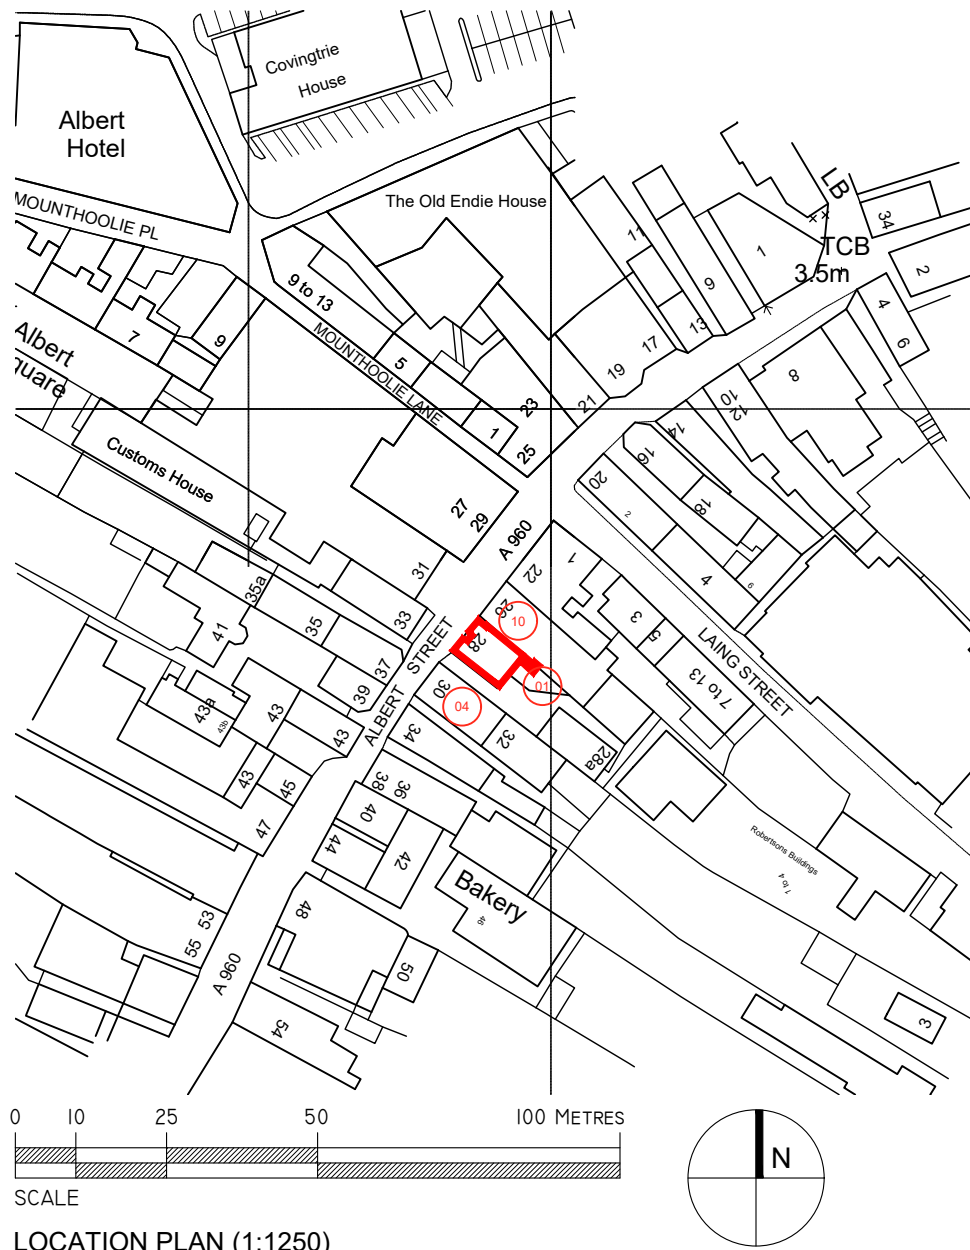 Covingtrie
House
Albert
Hotel
LB
The Old Endie House
MOUNTHOOLIE PL
34
11
1
TCB
3.5m
2
9 to 13
9
4
6
Albert
quare
7
9
MOUNTHOOLIE LANE
5
13
17
19
8
12
10
21
23
1
25
14
16
20
18
Customs House
27
29
2
A 960
31
22
1
4
6
35a
41
35
33
26
10
3
5
LAING STREET
28
ALBERT STREET
37
39
30
04
01
7 to 13
43a
43b
43
43
34
32
28a
43
45
38
36
40
47
44
42
Robertsons Buildings
1 to 4
Bakery
46
48
53
55
A 960
50
54
3
0 10 25 50 100 METRES
N
SCALE
LOCATION PLAN (1:1250)